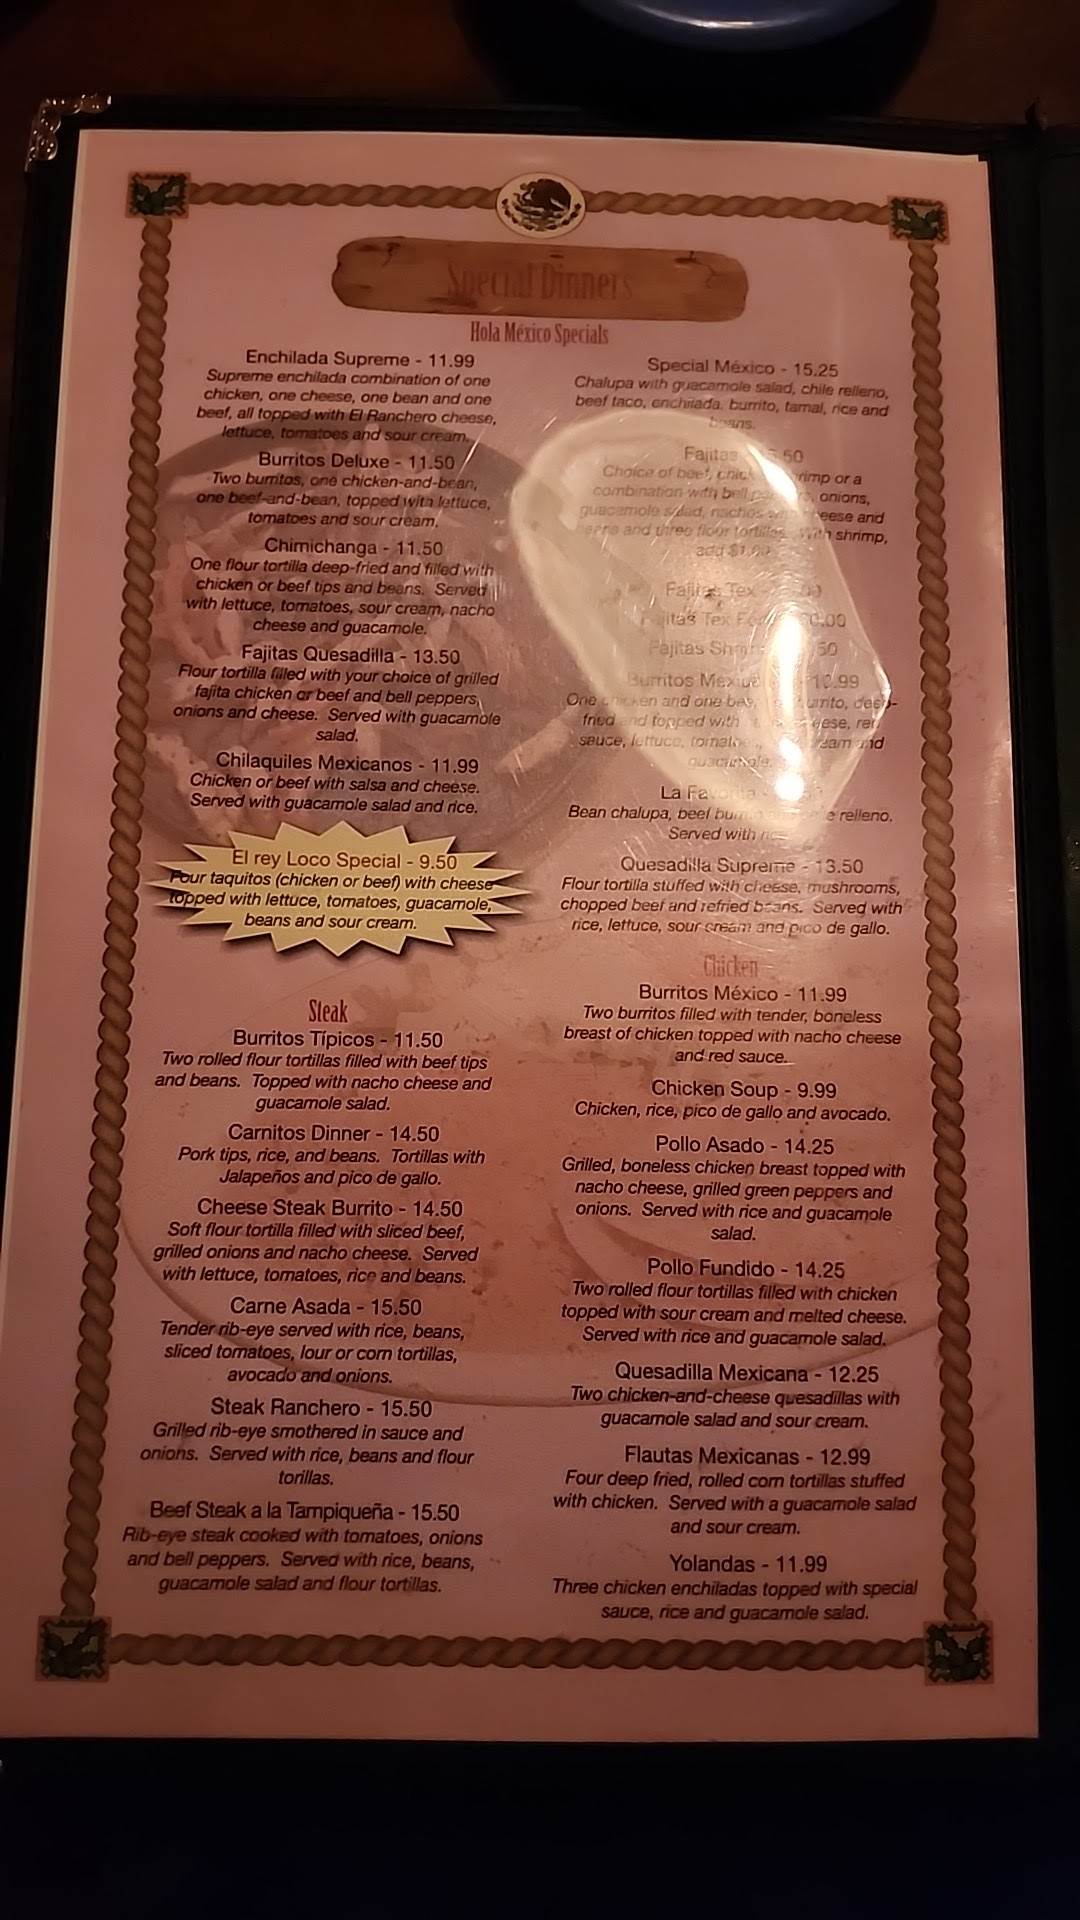 Special Dinners
Hola México Specials
Enchilada Supreme - 11.99
Supreme enchilada combination of one
chicken, one cheese, one bean and one
beef, all topped with El Ranchero cheese,
lettuce, tomatoes and sour cream.
Burritos Deluxe - 11.50
Two burritos, one chicken-and-bean,
one beef-and-bean, topped with lettuce,
tomatoes and sour cream.
Chimichanga - 11.50
One flour tortilla deep-fried and filled with
chicken or beef tips and beans. Served
with lettuce, tomatoes, sour cream, nacho
cheese and guacamole.
Fajitas Quesadilla - 13.50
Flour tortilla filled with your choice of grilled
fajita chicken or beef and bell peppers,
onions and cheese. Served with guacamole
salad.
Chilaquiles Mexicanos - 11.99
Chicken or beef with salsa and cheese.
Served with guacamole salad and rice.
El rey Loco Special - 9.50
Four taquitos (chicken or beef) with cheese
topped with lettuce, tomatoes, guacamole,
beans and sour cream.
Steak
Burritos Típicos - 11.50
Two rolled flour tortillas filled with beef tips
and beans. Topped with nacho cheese and
guacamole salad.
Carnitos Dinner - 14.50
Pork tips, rice, and beans. Tortillas with
Jalapeños and pico de gallo.
Cheese Steak Burrito - 14.50
Soft flour tortilla filled with sliced beef,
grilled onions and nacho cheese. Served
with lettuce, tomatoes, rice and beans.
Carne Asada - 15.50
Tender rib-eye served with rice, beans,
sliced tomatoes, lour or corn tortillas,
avocado and onions.
Steak Ranchero - 15.50
Grilled rib-eye smothered in sauce and
onions. Served with rice, beans and flour
torillas.
Beef Steak a la Tampiqueña - 15.50
Rib-eye steak cooked with tomatoes, onions
and bell peppers. Served with rice, beans,
guacamole salad and flour tortillas.
Special México - 15.25
Chalupa with guacamole salad, chile relleno,
beef taco, enchilada, burrito, tamal, rice and
beans.
Fajitas
Choice of beef, or a
combination with bell onions,
guacamole salad, nachos and
beans and three flour tortillas. With shrimp,
add
Fajitas Tex -
Fajitas Tex
Fajitas
Burritos 10.99
One chicken and one deep-
fried and topped with red
sauce, lettuce, and
guacamole.
La Favorita -
Bean chalupa, beef relleno.
Served with
Quesadilla Supreme - 13.50
Flour tortilla stuffed with cheese, mushrooms,
chopped beef and refried beans. Served with
rice, lettuce, sour cream and pico de gallo.
Chicken
Burritos México - 11.99
Two burritos filled with tender, boneless
breast of chicken topped with nacho cheese
and red sauce.
Chicken Soup - 9.99
Chicken, rice, pico de gallo and avocado.
Pollo Asado - 14.25
Grilled, boneless chicken breast topped with
nacho cheese, grilled green peppers and
onions. Served with rice and guacamole
salad.
Pollo Fundido - 14.25
Two rolled flour tortillas filled with chicken
topped with sour cream and melted cheese.
Served with rice and guacamole salad.
Quesadilla Mexicana - 12.25
Two chicken-and-cheese quesadillas with
guacamole salad and sour cream.
Flautas Mexicanas - 12.99
Four deep fried, rolled corn tortillas stuffed
with chicken. Served with a guacamole salad
and sour cream.
Yolandas - 11.99
Three chicken enchiladas topped with special
sauce, rice and guacamole salad.